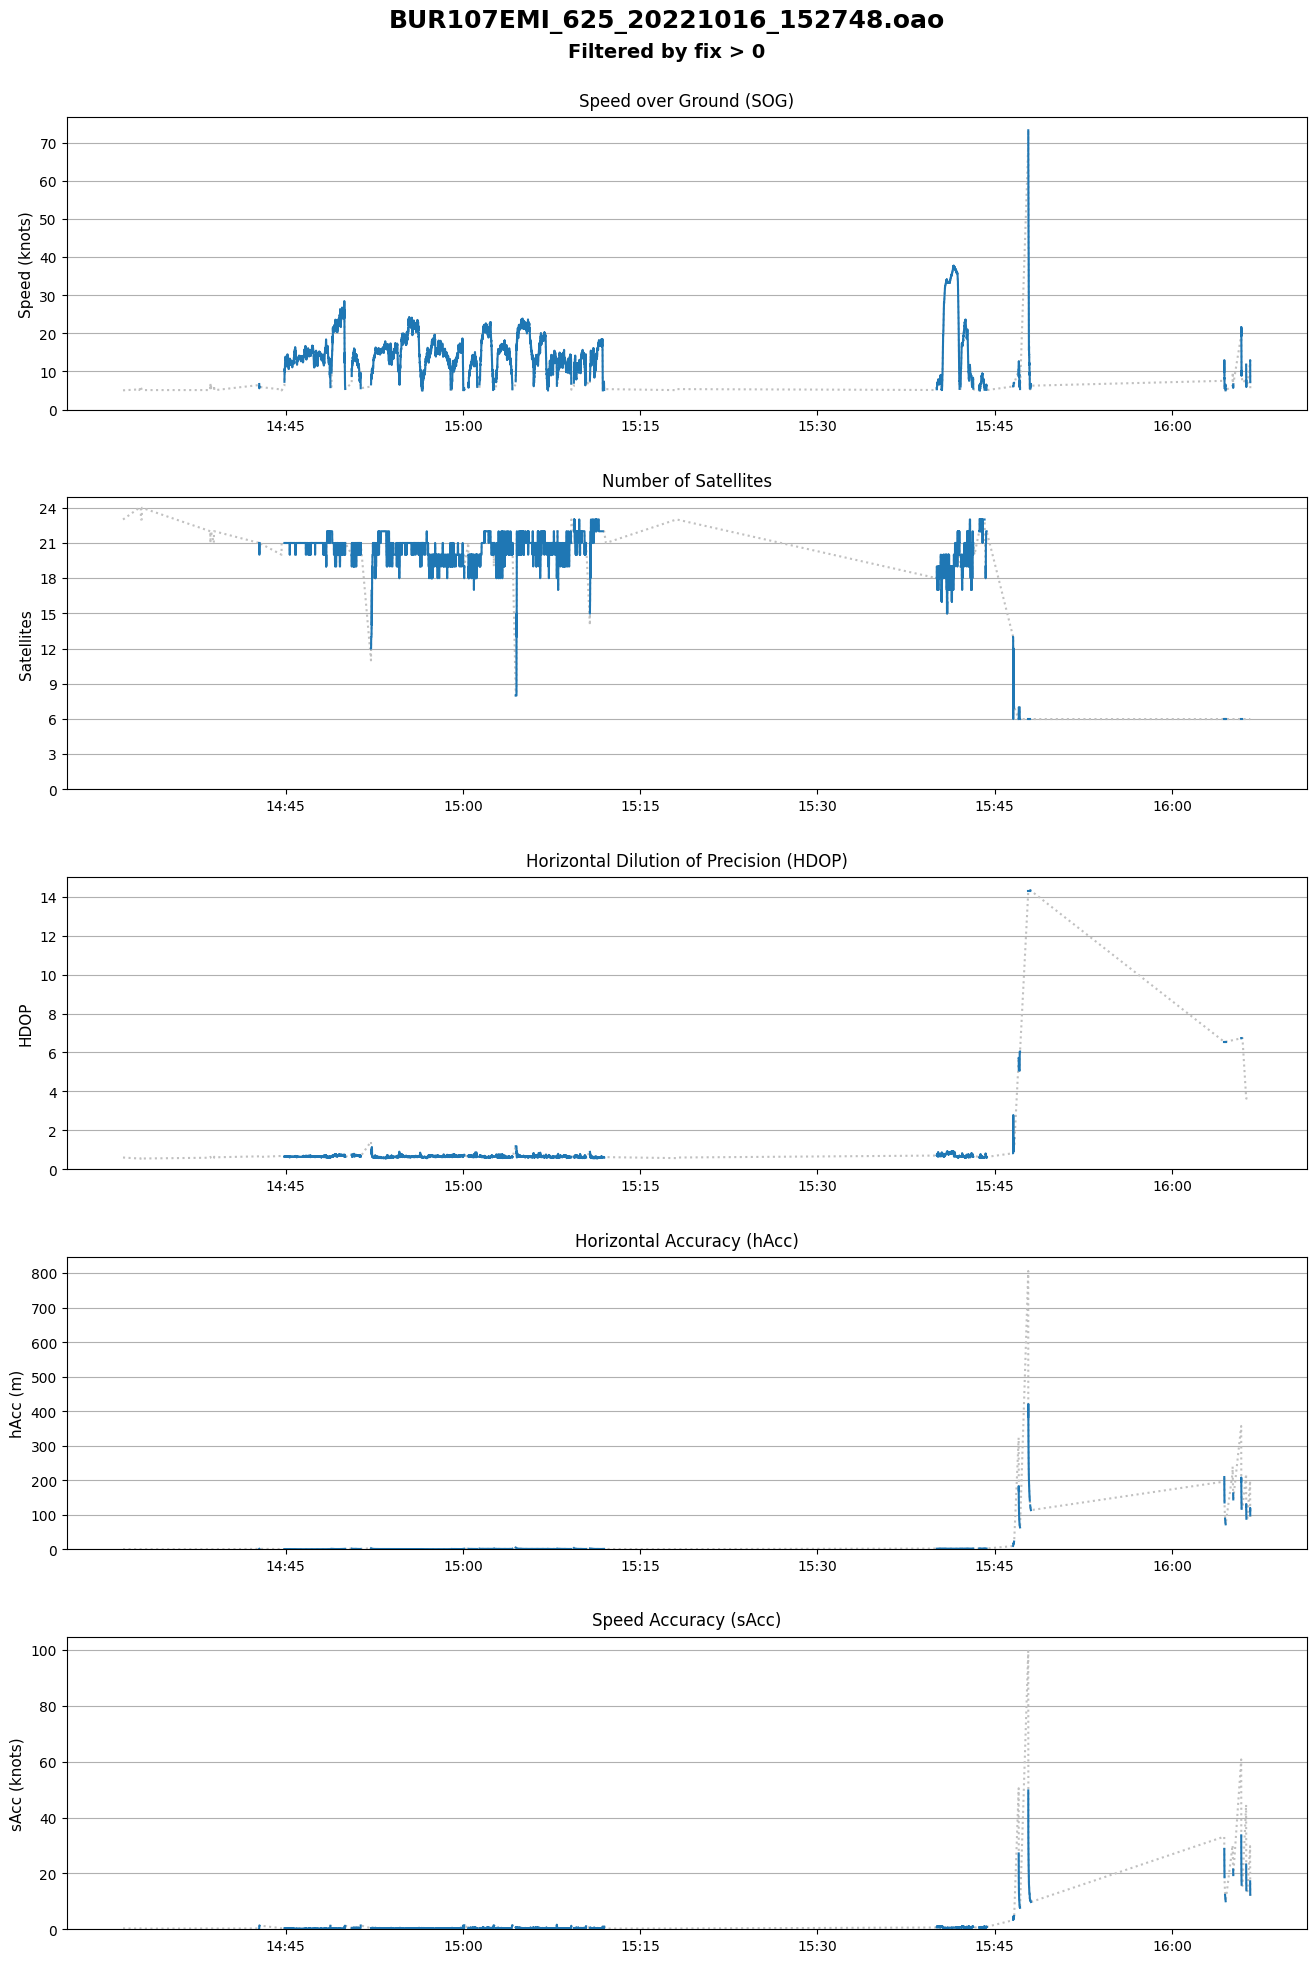 BUR107EMI_625_20221016_152748.oao
Filtered by fix > 0
Speed over Ground (SOG)
Speed (knots)
70
60
50
40
30
20
10
0
14:45 15:00 15:15 15:30 15:45 16:00
Number of Satellites
Satellites
24
21
18
15
12
9
6
3
0
14:45 15:00 15:15 15:30 15:45 16:00
Horizontal Dilution of Precision (HDOP)
HDOP
14
12
10
8
6
4
2
0
14:45 15:00 15:15 15:30 15:45 16:00
Horizontal Accuracy (hAcc)
hAcc (m)
800
700
600
500
400
300
200
100
0
14:45 15:00 15:15 15:30 15:45 16:00
Speed Accuracy (sAcc)
sAcc (knots)
100
80
60
40
20
0
14:45 15:00 15:15 15:30 15:45 16:00